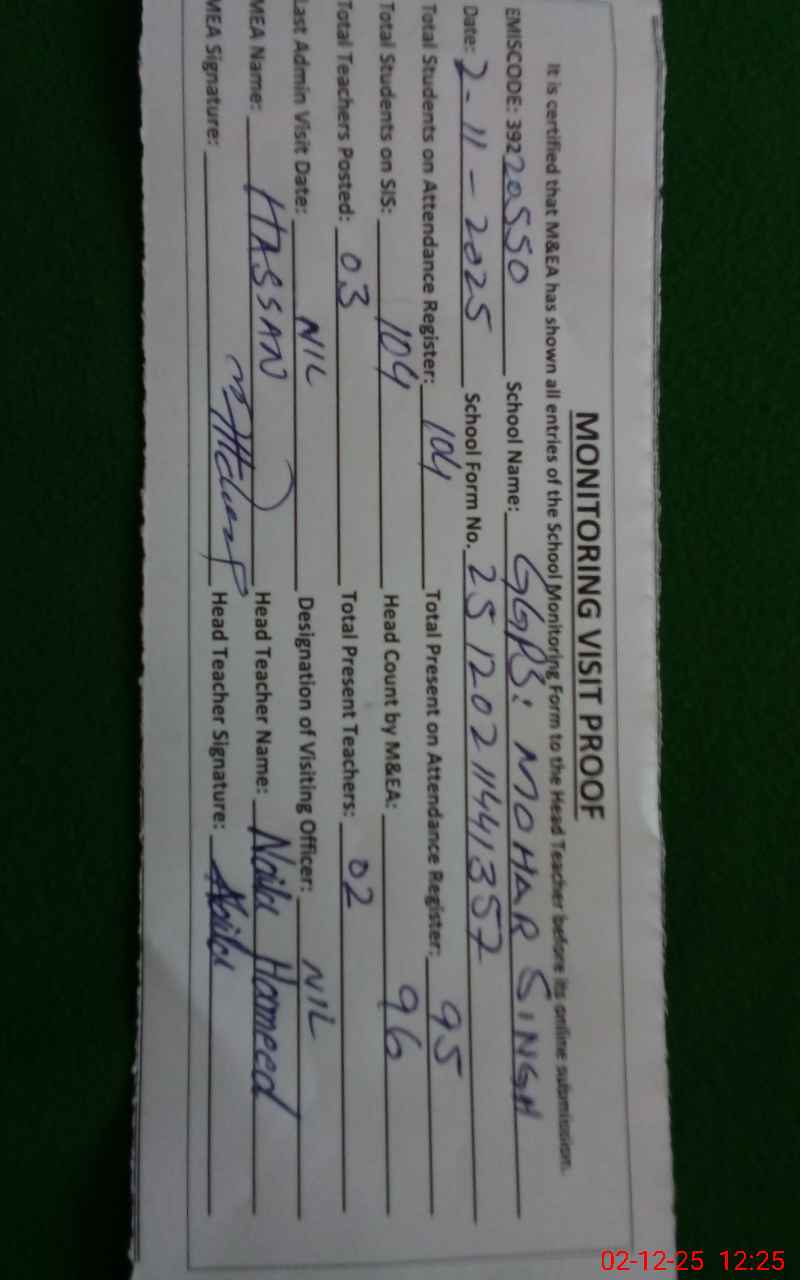 MONITORING VISIT PROOF
It is certified that M&EA has shown all entries of the School Monitoring Form to the Head Teacher before its online submission.
EMISCODE: 39220550 School Name: GGPS: MOHAR SINGH
Date: 2-11-2025 School Form No. 25120211441357
Total Students on Attendance Register: 104 Total Present on Attendance Register: 95
Total Students on SIS: 104 Head Count by M&EA: 96
Total Teachers Posted: 03 Total Present Teachers: 02
Last Admin Visit Date: NIL Designation of Visiting Officer: NIL
MEA Name: HASSAN Head Teacher Name: Naila Hameed
MEA Signature: Head Teacher Signature: Naila
02-12-25 12:25